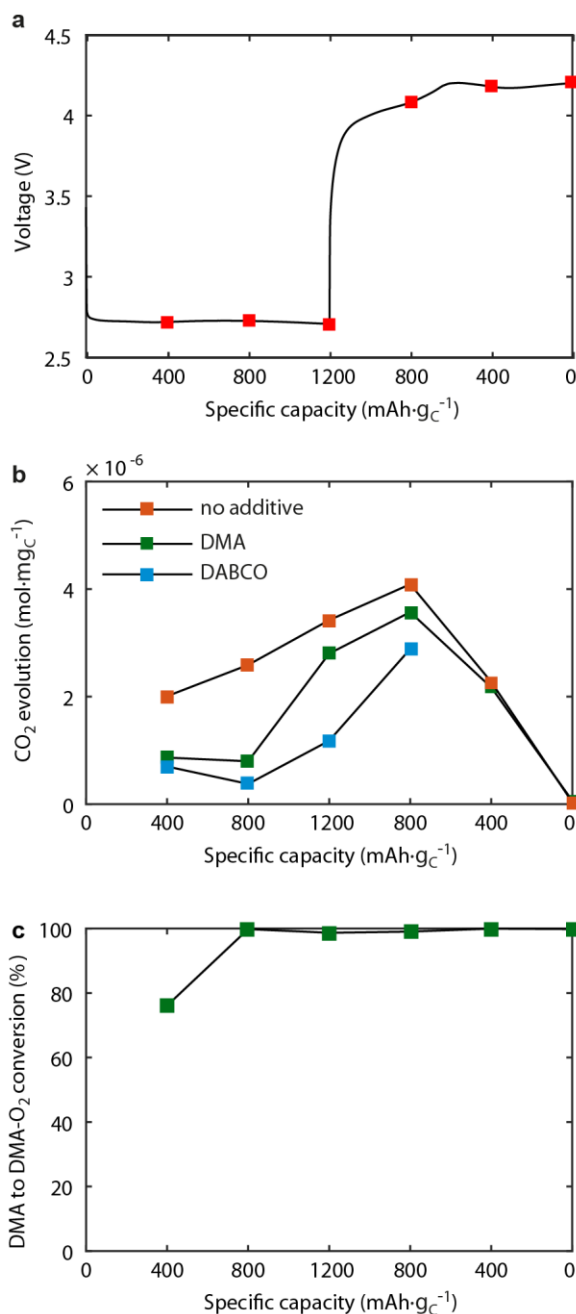 a
4.5
4
3.5
3
2.5
Voltage (V)
0 400 800 1200 800 400 0
Specific capacity (mAh·g_C⁻¹)
b
× 10⁻⁶
6
4
2
0
CO₂ evolution (mol·mg_C⁻¹)
no additive
DMA
DABCO
0 400 800 1200 800 400 0
Specific capacity (mAh·g_C⁻¹)
c
100
80
60
40
20
0
DMA to DMA-O₂ conversion (%)
0 400 800 1200 800 400 0
Specific capacity (mAh·g_C⁻¹)